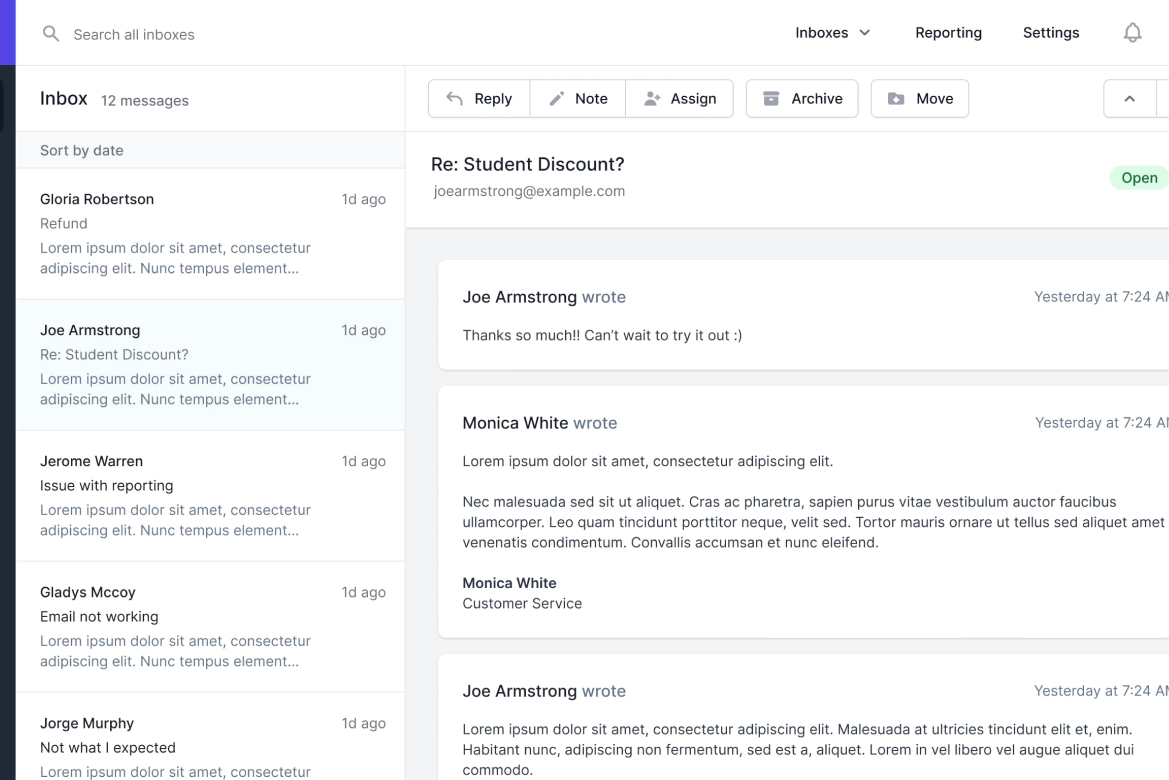 Search all inboxes
Inboxes
Reporting
Settings
Inbox 12 messages
Sort by date
Gloria Robertson 1d ago
Refund
Lorem ipsum dolor sit amet, consectetur
adipiscing elit. Nunc tempus element...
Joe Armstrong 1d ago
Re: Student Discount?
Lorem ipsum dolor sit amet, consectetur
adipiscing elit. Nunc tempus element...
Jerome Warren 1d ago
Issue with reporting
Lorem ipsum dolor sit amet, consectetur
adipiscing elit. Nunc tempus element...
Gladys Mccoy 1d ago
Email not working
Lorem ipsum dolor sit amet, consectetur
adipiscing elit. Nunc tempus element...
Jorge Murphy 1d ago
Not what I expected
Lorem ipsum dolor sit amet, consectetur
Reply
Note
Assign
Archive
Move
Re: Student Discount?
joearmstrong@example.com
Open
Joe Armstrong wrote Yesterday at 7:24 AM
Thanks so much!! Can’t wait to try it out :)
Monica White wrote Yesterday at 7:24 AM
Lorem ipsum dolor sit amet, consectetur adipiscing elit.
Nec malesuada sed sit ut aliquet. Cras ac pharetra, sapien purus vitae vestibulum auctor faucibus
ullamcorper. Leo quam tincidunt porttitor neque, velit sed. Tortor mauris ornare ut tellus sed aliquet amet
venenatis condimentum. Convallis accumsan et nunc eleifend.
Monica White
Customer Service
Joe Armstrong wrote Yesterday at 7:24 AM
Lorem ipsum dolor sit amet, consectetur adipiscing elit. Malesuada at ultricies tincidunt elit et, enim.
Habitant nunc, adipiscing non fermentum, sed est a, aliquet. Lorem in vel libero vel augue aliquet dui
commodo.